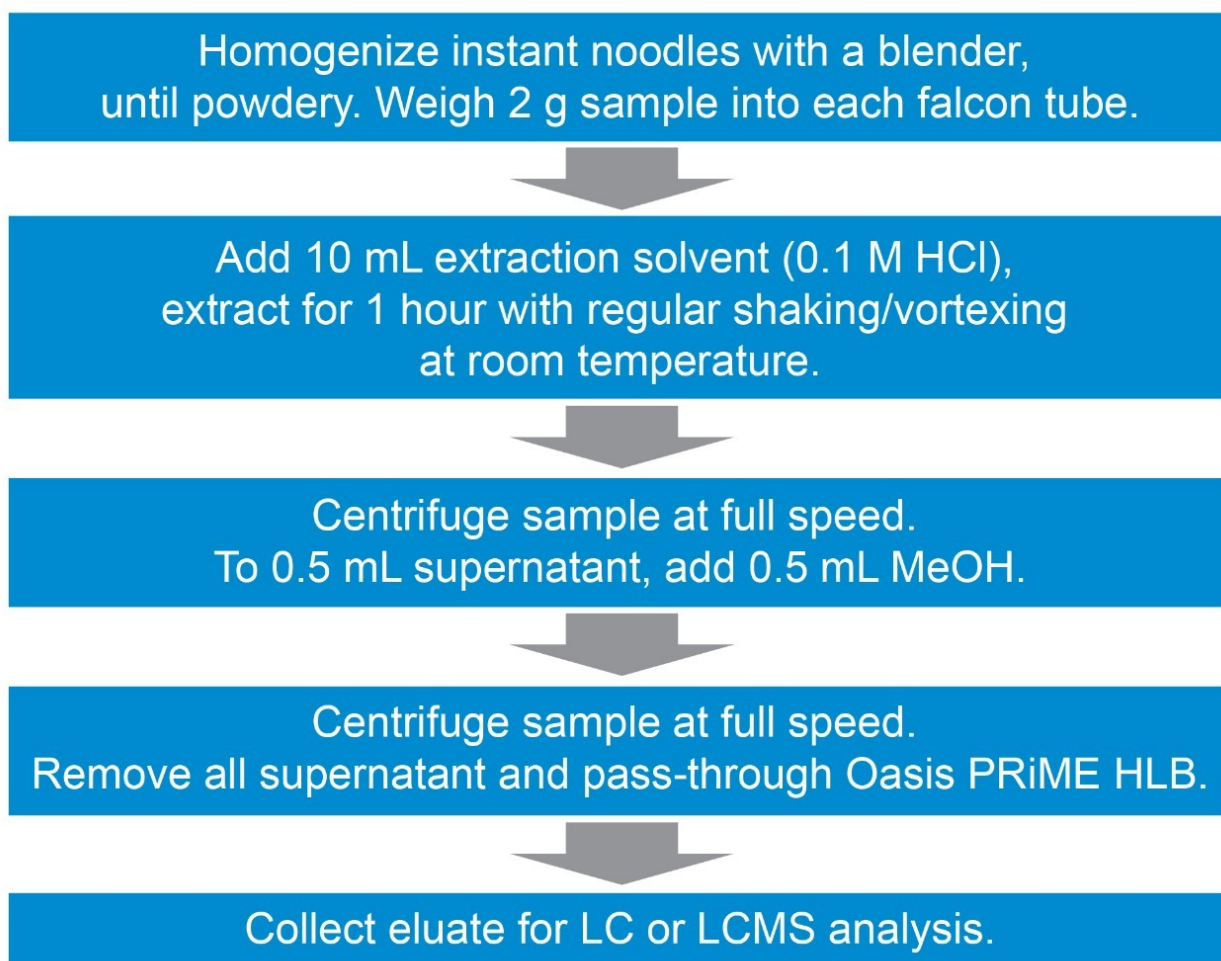 Homogenize instant noodles with a blender,
until powdery. Weigh 2 g sample into each falcon tube.
Add 10 mL extraction solvent (0.1 M HCl),
extract for 1 hour with regular shaking/vortexing
at room temperature.
Centrifuge sample at full speed.
To 0.5 mL supernatant, add 0.5 mL MeOH.
Centrifuge sample at full speed.
Remove all supernatant and pass-through Oasis PRiME HLB.
Collect eluate for LC or LCMS analysis.